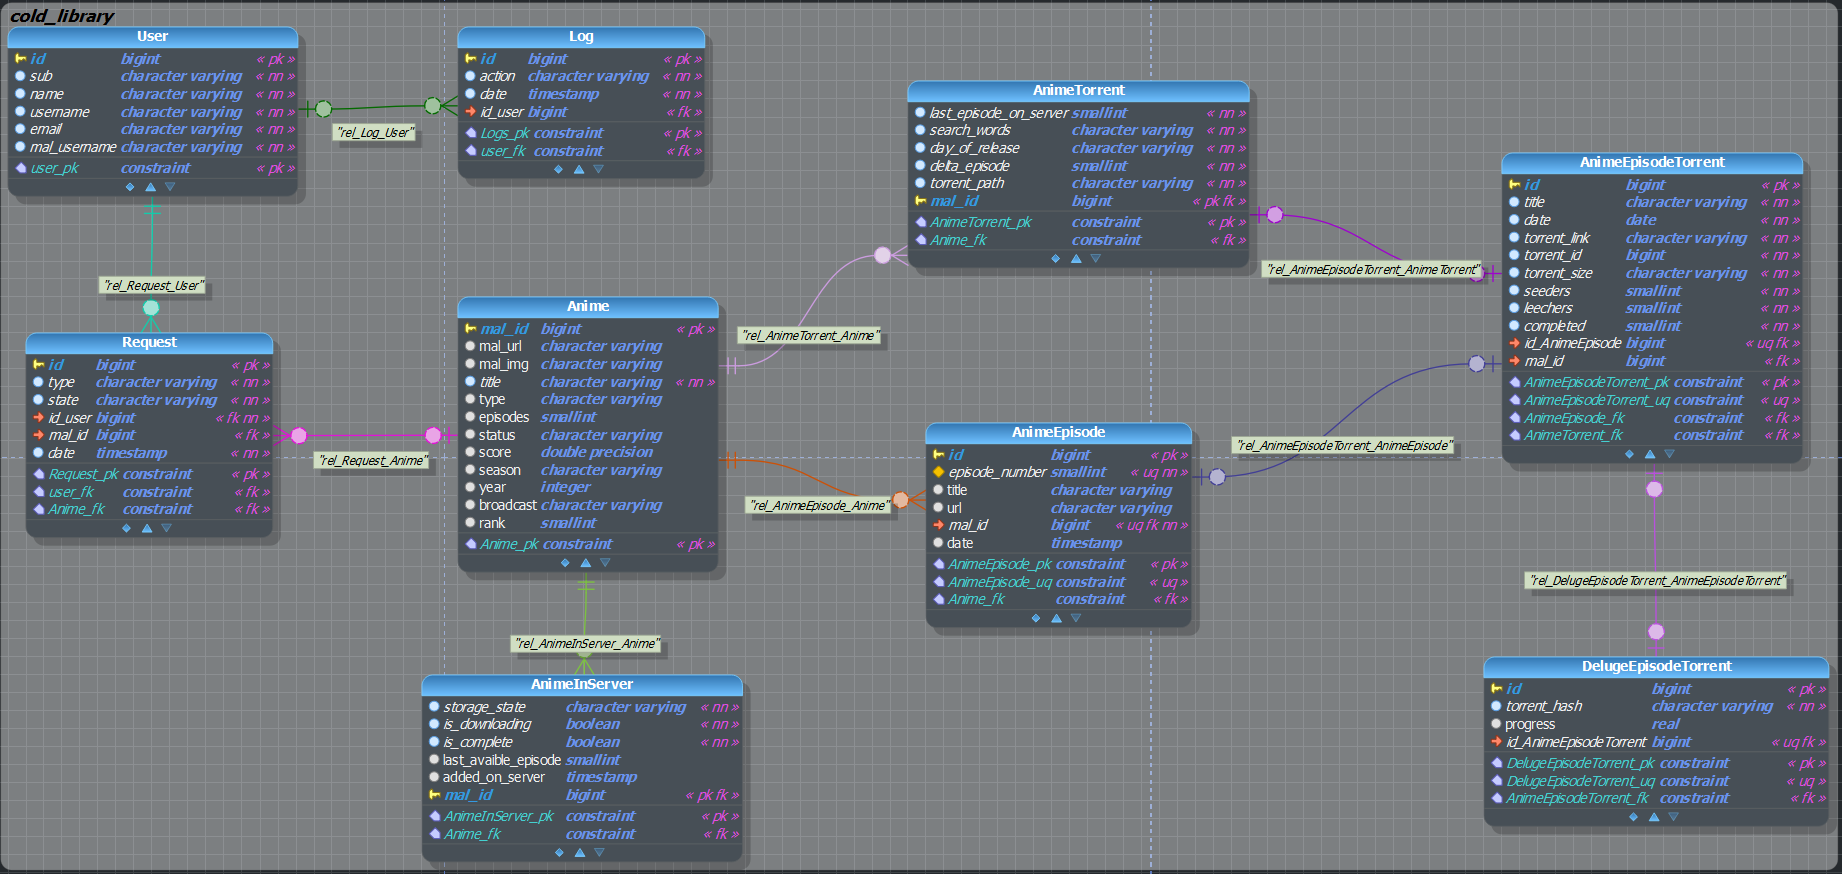 cold_library
User
id bigint « pk »
sub character varying « nn »
name character varying « nn »
username character varying « nn »
email character varying « nn »
mal_username character varying « nn »
user_pk constraint « pk »
Log
id bigint « pk »
action character varying « nn »
date timestamp « nn »
id_user bigint « fk »
Logs_pk constraint « pk »
user_fk constraint « fk »
"rel_Log_User"
AnimeTorrent
last_episode_on_server smallint « nn »
search_words character varying « nn »
day_of_release character varying « nn »
delta_episode smallint « nn »
torrent_path character varying « nn »
mal_id bigint « pk fk »
AnimeTorrent_pk constraint « pk »
Anime_fk constraint « fk »
AnimeEpisodeTorrent
id bigint « pk »
title character varying « nn »
date date « nn »
torrent_link character varying « nn »
torrent_id bigint « nn »
torrent_size character varying « nn »
seeders smallint « nn »
leechers smallint « nn »
completed smallint « nn »
id_AnimeEpisode bigint « uq fk »
mal_id bigint « fk »
AnimeEpisodeTorrent_pk constraint « pk »
AnimeEpisodeTorrent_uq constraint « uq »
AnimeEpisode_fk constraint « fk »
AnimeTorrent_fk constraint « fk »
"rel_AnimeEpisodeTorrent_AnimeTorrent"
"rel_Request_User"
Request
id bigint « pk »
type character varying « nn »
state character varying « nn »
id_user bigint « fk nn »
mal_id bigint « fk »
date timestamp « nn »
Request_pk constraint « pk »
user_fk constraint « fk »
Anime_fk constraint « fk »
"rel_Request_Anime"
Anime
mal_id bigint « pk »
mal_url character varying
mal_img character varying
title character varying « nn »
type character varying
episodes smallint
status character varying
score double precision
season character varying
year integer
broadcast character varying
rank smallint
Anime_pk constraint « pk »
"rel_AnimeTorrent_Anime"
"rel_AnimeEpisode_Anime"
AnimeEpisode
id bigint « pk »
episode_number smallint « uq nn »
title character varying
url character varying
mal_id bigint « uq fk nn »
date timestamp
AnimeEpisode_pk constraint « pk »
AnimeEpisode_uq constraint « uq »
Anime_fk constraint « fk »
"rel_AnimeEpisodeTorrent_AnimeEpisode"
"rel_DelugeEpisodeTorrent_AnimeEpisodeTorrent"
"rel_AnimeInServer_Anime"
AnimeInServer
storage_state character varying « nn »
is_downloading boolean « nn »
is_complete boolean « nn »
last_avaible_episode smallint
added_on_server timestamp
mal_id bigint « pk fk »
AnimeInServer_pk constraint « pk »
Anime_fk constraint « fk »
DelugeEpisodeTorrent
id bigint « pk »
torrent_hash character varying « nn »
progress real
id_AnimeEpisodeTorrent bigint « uq fk »
DelugeEpisodeTorrent_pk constraint « pk »
DelugeEpisodeTorrent_uq constraint « uq »
AnimeEpisodeTorrent_fk constraint « fk »